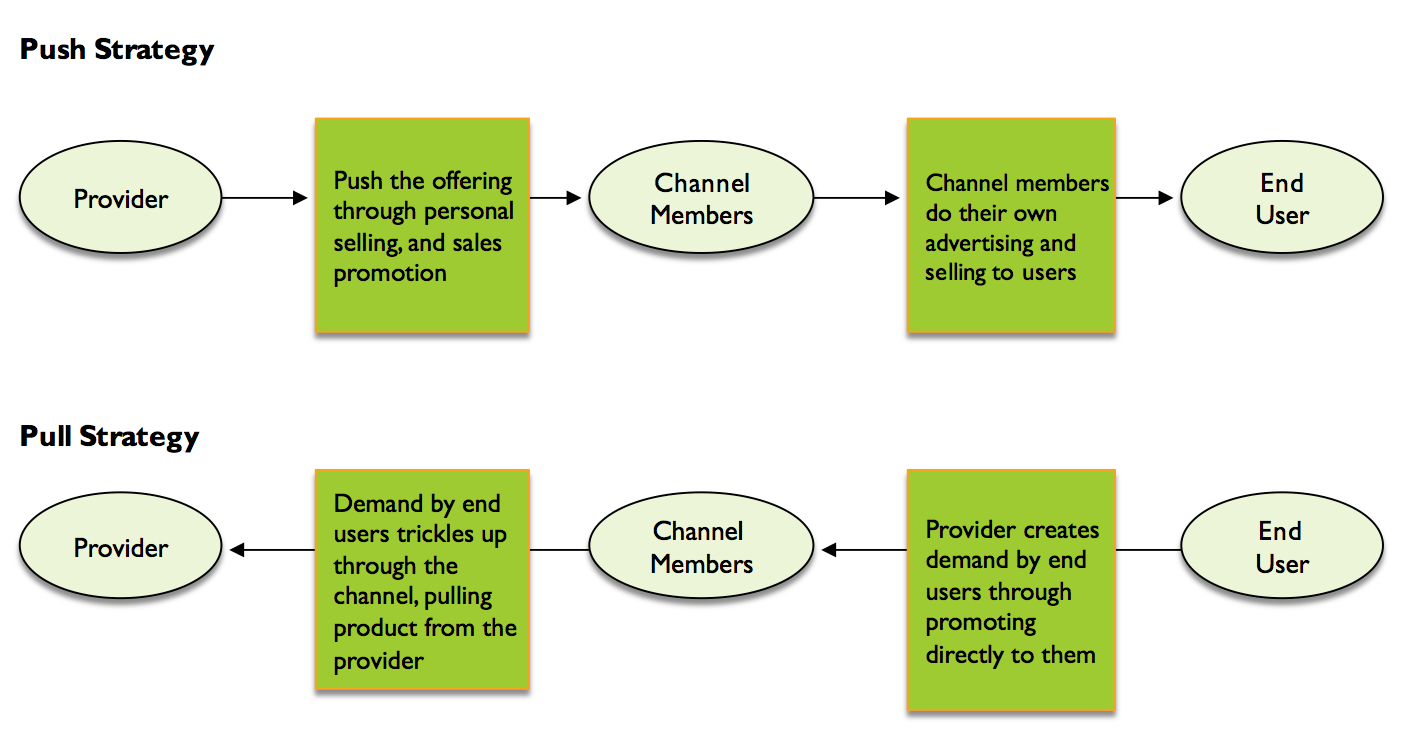 Push Strategy
Provider
Push the offering
through personal
selling, and sales
promotion
Channel
Members
Channel members
do their own
advertising and
selling to users
End
User
Pull Strategy
Provider
Demand by end
users trickles up
through the
channel, pulling
product from the
provider
Channel
Members
Provider creates
demand by end
users through
promoting
directly to them
End
User